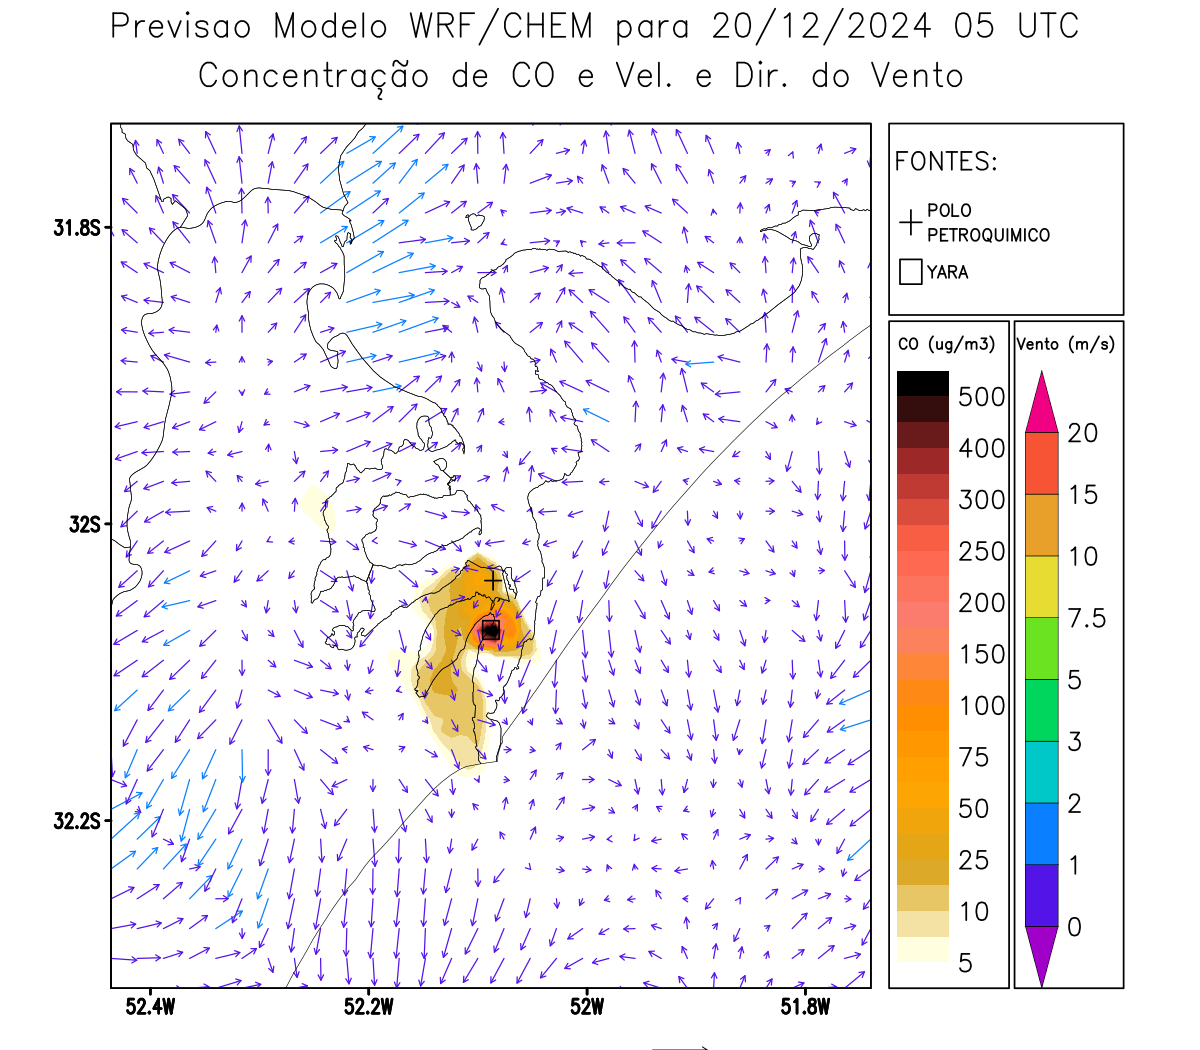 Previsao Modelo WRF/CHEM para 20/12/2024 05 UTC
Concentração de CO e Vel. e Dir. do Vento
FONTES:
POLO
PETROQUIMICO
YARA
CO (ug/m3)
500
400
300
250
200
150
100
75
50
25
10
5
Vento (m/s)
20
15
10
7.5
5
3
2
1
0
31.8S
32S
32.2S
52.4W
52.2W
52W
51.8W